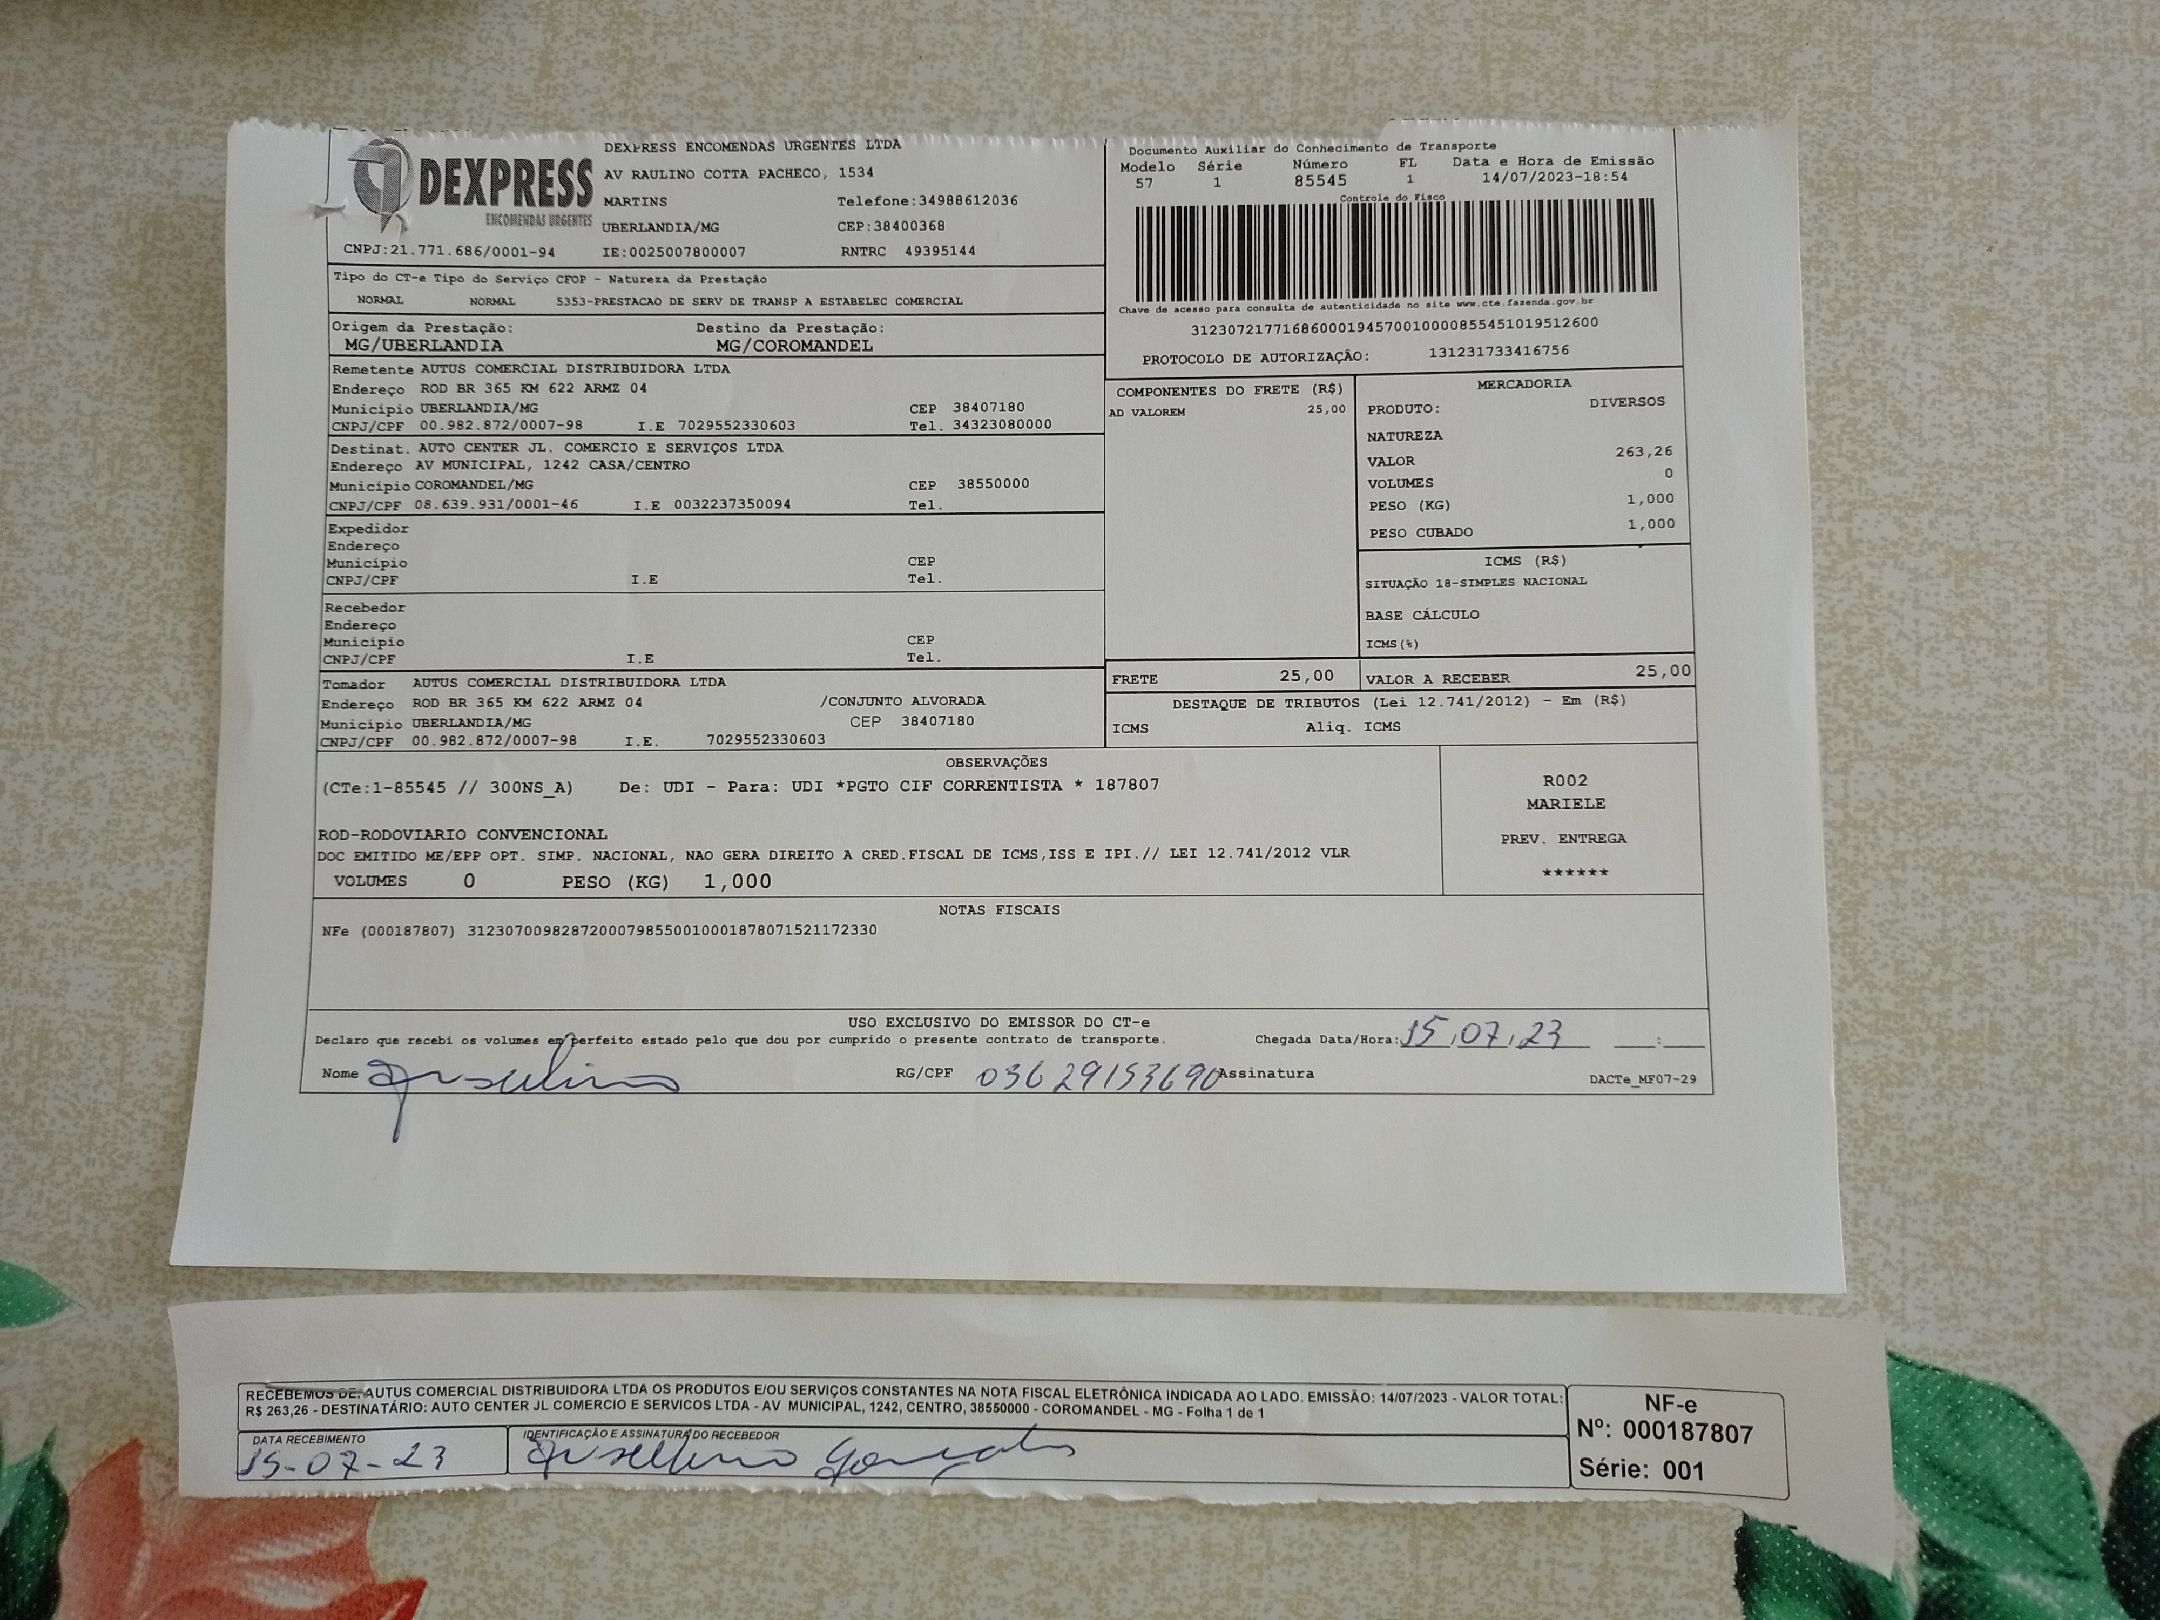 DEXPRESS
ENCOMENDAS URGENTES
DEXPRESS ENCOMENDAS URGENTES LTDA
AV RAULINO COTTA PACHECO, 1534
MARTINS Telefone:34988612036
UBERLANDIA/MG CEP:38400368
CNPJ:21.771.686/0001-94 IE:0025007800007 RNTRC 49395144
Documento Auxiliar do Conhecimento de Transporte
Modelo Série Número FL Data e Hora de Emissão
57 1 85545 1 14/07/2023-18:54
Controle do Fisco
Chave de acesso para consulta de autenticidade no site www.cte.fazenda.gov.br
31230721771686000194570010000855451019512600
PROTOCOLO DE AUTORIZAÇÂO: 131231733416756
Tipo do CT-e Tipo do Serviço CFOP - Natureza da Prestação
NORMAL NORMAL 5353-PRESTACAO DE SERV DE TRANSP A ESTABELEC COMERCIAL
Origem da Prestação: Destino da Prestação:
MG/UBERLANDIA MG/COROMANDEL
Remetente AUTUS COMERCIAL DISTRIBUIDORA LTDA
Endereço ROD BR 365 KM 622 ARMZ 04
Município UBERLANDIA/MG CEP 38407180
CNPJ/CPF 00.982.872/0007-98 I.E 7029552330603 Tel. 34323080000
Destinat. AUTO CENTER JL. COMERCIO E SERVIÇOS LTDA
Endereço AV MUNICIPAL, 1242 CASA/CENTRO
Município COROMANDEL/MG CEP 38550000
CNPJ/CPF 08.639.931/0001-46 I.E 0032237350094 Tel.
Expedidor
Endereço
Município CEP
CNPJ/CPF I.E Tel.
Recebedor
Endereço
Município CEP
CNPJ/CPF I.E Tel.
Tomador AUTUS COMERCIAL DISTRIBUIDORA LTDA
Endereço ROD BR 365 KM 622 ARMZ 04 /CONJUNTO ALVORADA
Município UBERLANDIA/MG CEP 38407180
CNPJ/CPF 00.982.872/0007-98 I.E. 7029552330603
COMPONENTES DO FRETE (R$)
AD VALOREM 25,00
MERCADORIA
PRODUTO: DIVERSOS
NATUREZA
VALOR 263,26
VOLUMES 0
PESO (KG) 1,000
PESO CUBADO 1,000
ICMS (R$)
SITUAÇÃO 18-SIMPLES NACIONAL
BASE CÁLCULO
ICMS(%)
FRETE 25,00 VALOR A RECEBER 25,00
DESTAQUE DE TRIBUTOS (Lei 12.741/2012) - Em (R$)
ICMS Aliq. ICMS
OBSERVAÇÕES
(CTe:1-85545 // 300NS_A) De: UDI - Para: UDI *PGTO CIF CORRENTISTA * 187807
ROD-RODOVIARIO CONVENCIONAL
DOC EMITIDO ME/EPP OPT. SIMP. NACIONAL, NAO GERA DIREITO A CRED.FISCAL DE ICMS,ISS E IPI.// LEI 12.741/2012 VLR
VOLUMES 0 PESO (KG) 1,000
R002
MARIELE
PREV. ENTREGA
******
NOTAS FISCAIS
NFe (000187807) 31230700982872000798550010001878071521172330
USO EXCLUSIVO DO EMISSOR DO CT-e
Declaro que recebi os volumes em perfeito estado pelo que dou por cumprido o presente contrato de transporte. Chegada Data/Hora: 15,07,23 __:__
Nome RG/CPF 03629153690 Assinatura
DACTe_MF07-29
RECEBEMOS DE: AUTUS COMERCIAL DISTRIBUIDORA LTDA OS PRODUTOS E/OU SERVIÇOS CONSTANTES NA NOTA FISCAL ELETRÔNICA INDICADA AO LADO. EMISSÃO: 14/07/2023 - VALOR TOTAL:
R$ 263,26 - DESTINATÁRIO: AUTO CENTER JL COMERCIO E SERVICOS LTDA - AV MUNICIPAL, 1242, CENTRO, 38550000 - COROMANDEL - MG - Folha 1 de 1
DATA RECEBIMENTO IDENTIFICAÇÃO E ASSINATURA DO RECEBEDOR
15-07-23
NF-e
Nº: 000187807
Série: 001